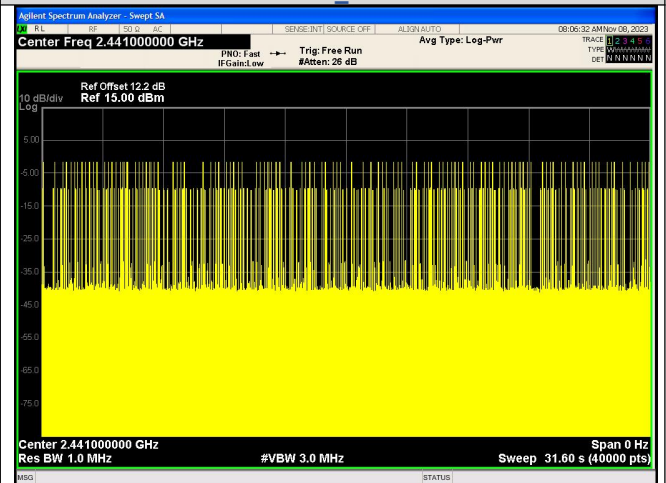 Agilent Spectrum Analyzer - Swept SA
RL RF 50 Ω AC SENSE:INT SOURCE OFF ALIGN AUTO 08:06:32 AM Nov 08, 2023
Center Freq 2.441000000 GHz
PNO: Fast
IFGain:Low
Trig: Free Run
#Atten: 26 dB
Avg Type: Log-Pwr
TRACE 1 2 3 4 5 6
TYPE
DET N N N N N N
Ref Offset 12.2 dB
10 dB/div Ref 15.00 dBm
Log
5.00
-5.00
-15.0
-25.0
-35.0
-45.0
-55.0
-65.0
-75.0
Center 2.441000000 GHz Span 0 Hz
Res BW 1.0 MHz #VBW 3.0 MHz Sweep 31.60 s (40000 pts)
MSG STATUS